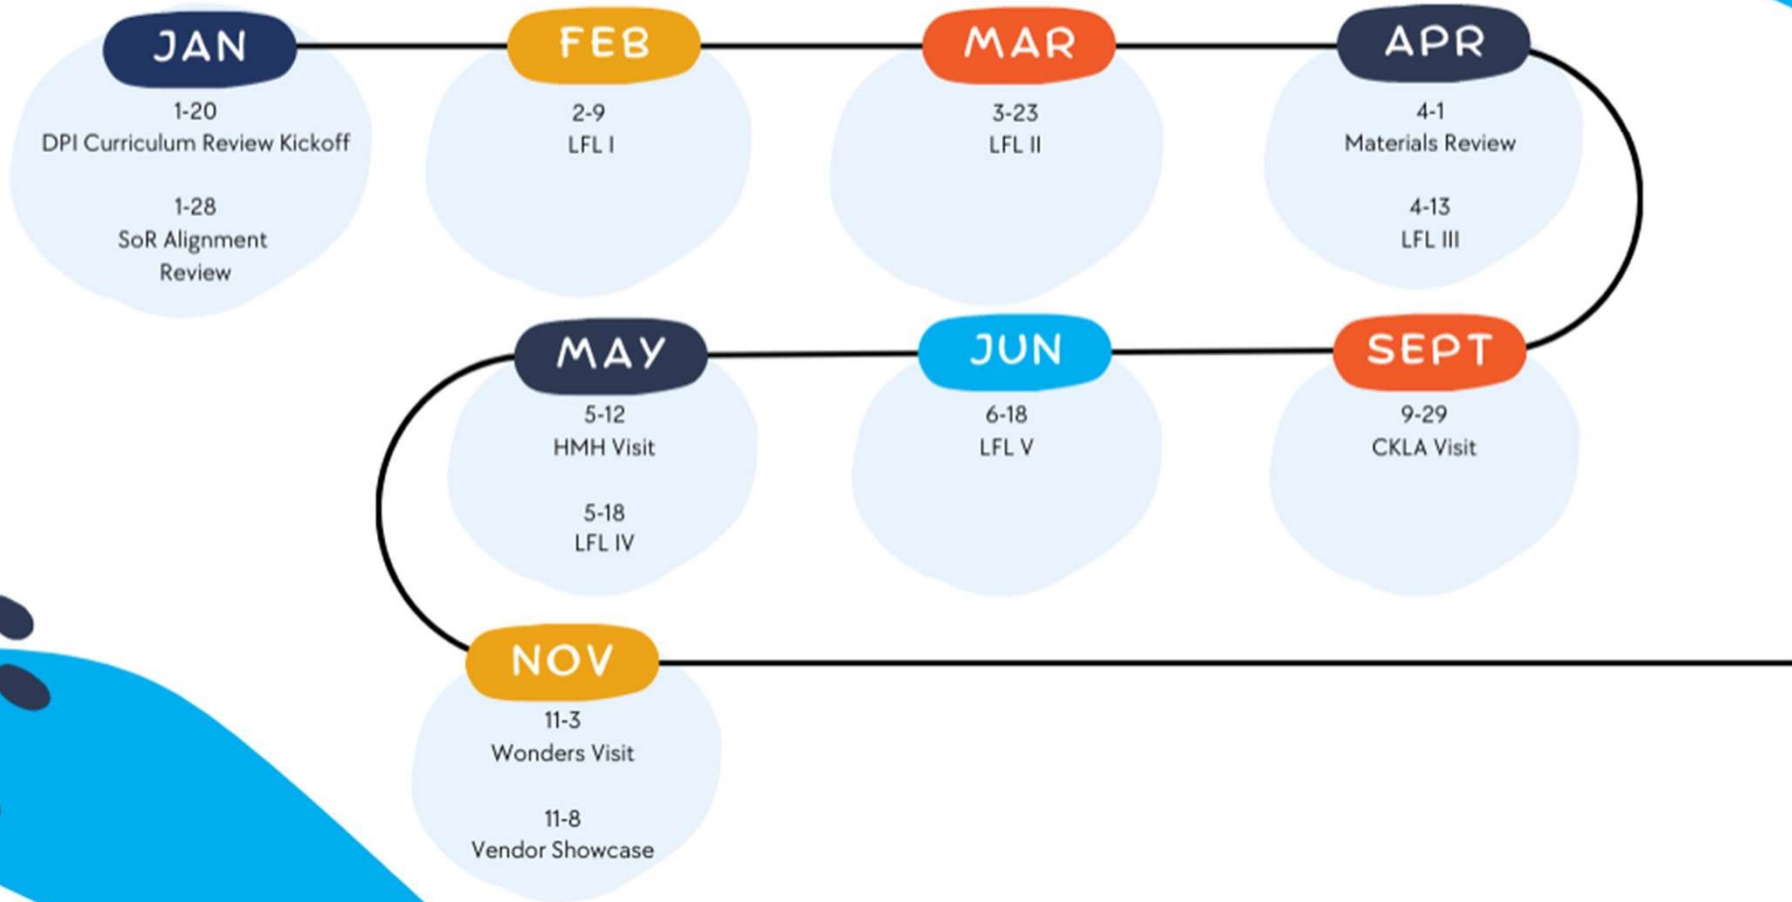 JAN
1-20
DPI Curriculum Review Kickoff
1-28
SoR Alignment
Review
FEB
2-9
LFL I
MAR
3-23
LFL II
APR
4-1
Materials Review
4-13
LFL III
MAY
5-12
HMH Visit
5-18
LFL IV
JUN
6-18
LFL V
SEPT
9-29
CKLA Visit
NOV
11-3
Wonders Visit
11-8
Vendor Showcase